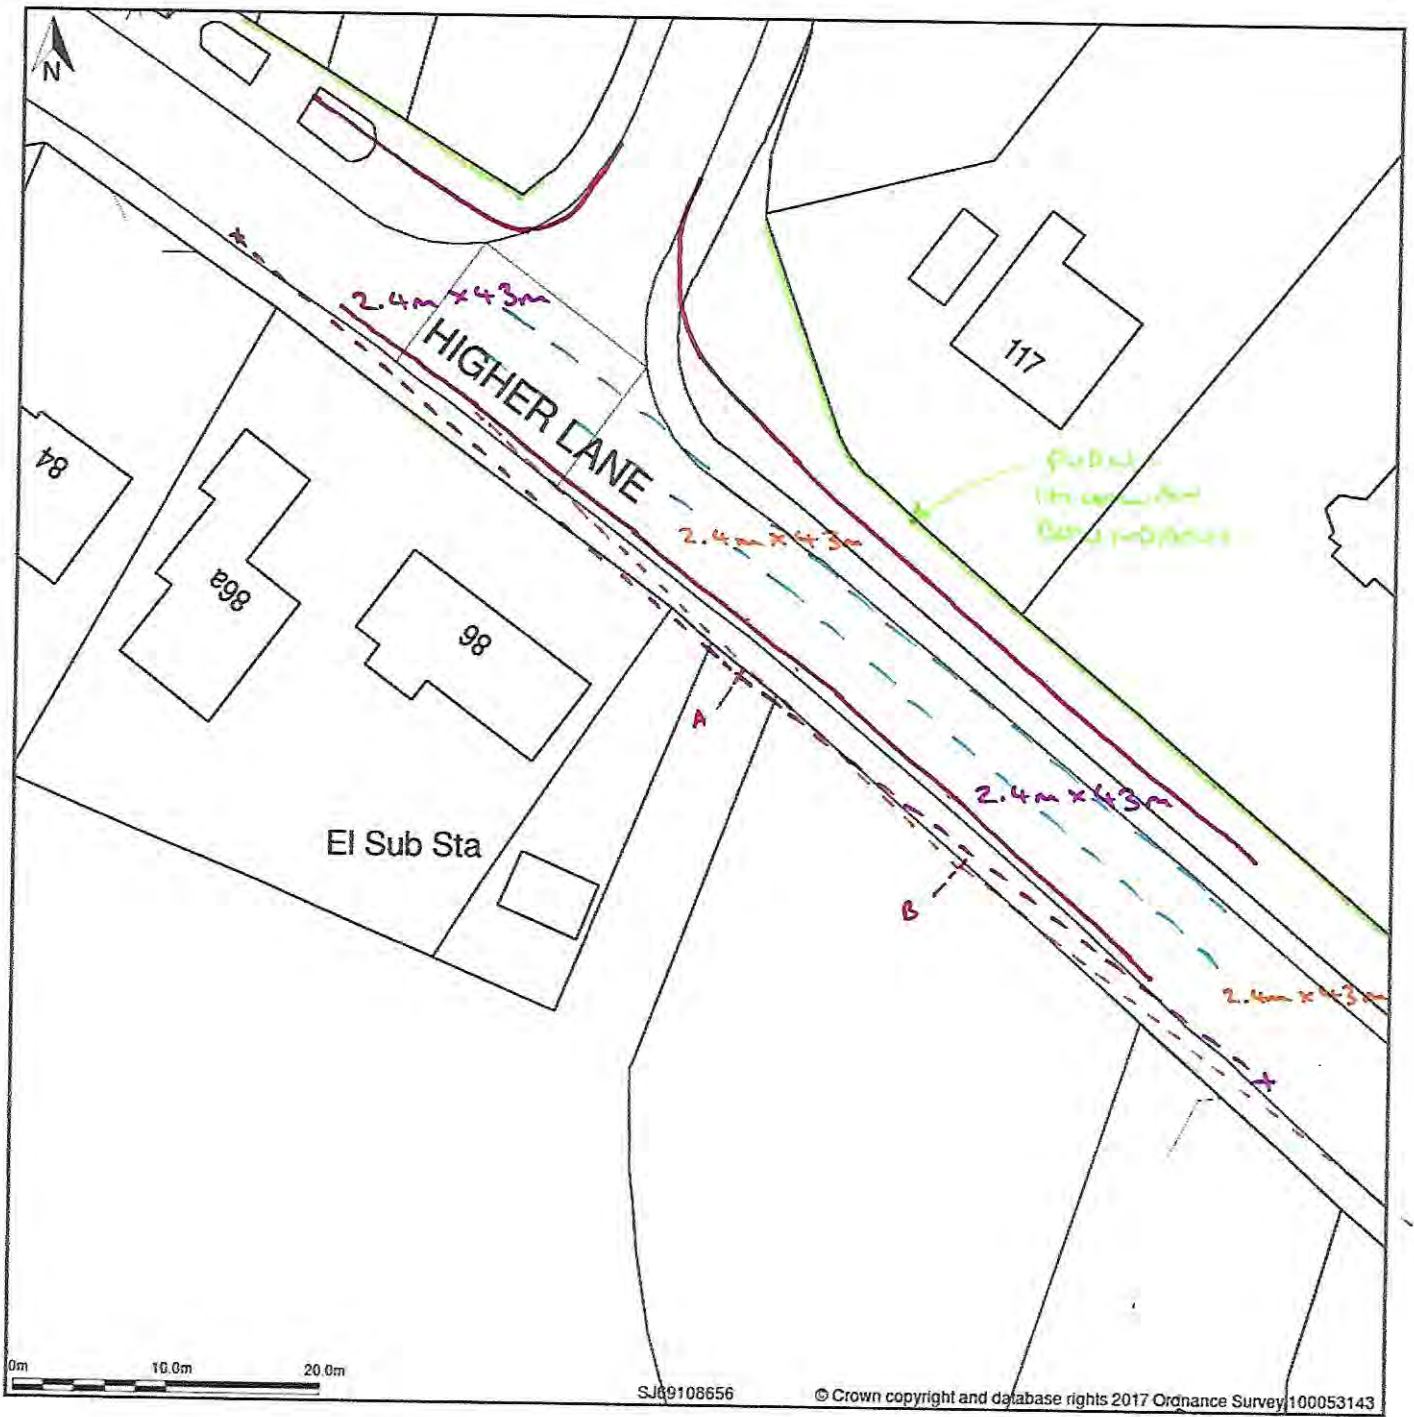 N
2.4m x 43m
HIGHER LANE
117
84
86a
86
2.4m x 43m
A
2.4m x 43m
El Sub Sta
B
2.4m x 43m
0m 10.0m 20.0m
SJ69108656
© Crown copyright and database rights 2017 Ordnance Survey 100053143